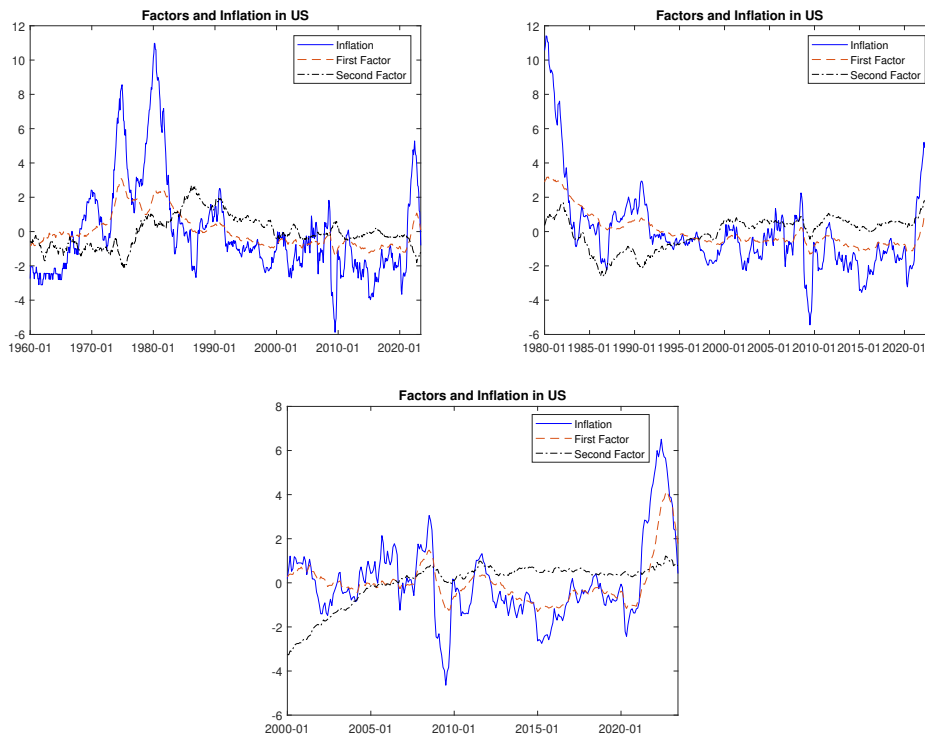 Factors and Inflation in US
12
10
8
6
4
2
0
-2
-4
-6
1960-01 1970-01 1980-01 1990-01 2000-01 2010-01 2020-01
Inflation
First Factor
Second Factor
Factors and Inflation in US
12
10
8
6
4
2
0
-2
-4
-6
1980-01 1985-01 1990-01 1995-01 2000-01 2005-01 2010-01 2015-01 2020-01
Inflation
First Factor
Second Factor
Factors and Inflation in US
8
6
4
2
0
-2
-4
-6
2000-01 2005-01 2010-01 2015-01 2020-01
Inflation
First Factor
Second Factor